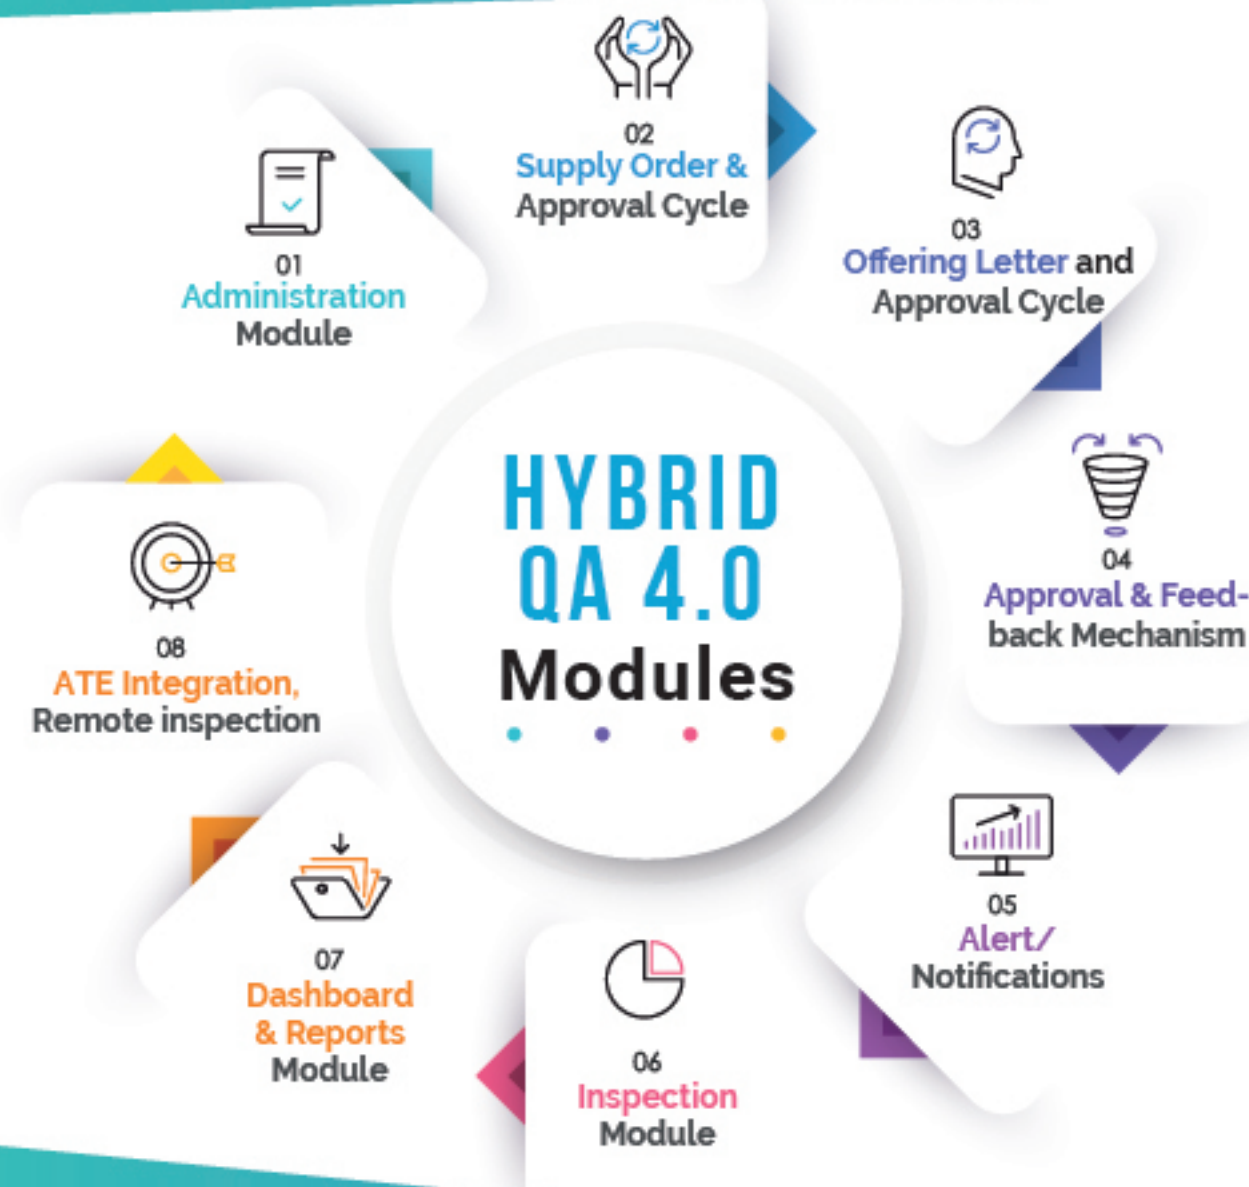 02
Supply Order &
Approval Cycle
03
Offering Letter and
Approval Cycle
01
Administration
Module
HYBRID
QA 4.0
Modules
04
Approval & Feed-
back Mechanism
08
ATE Integration,
Remote inspection
05
Alert/
Notifications
07
Dashboard
& Reports
Module
06
Inspection
Module